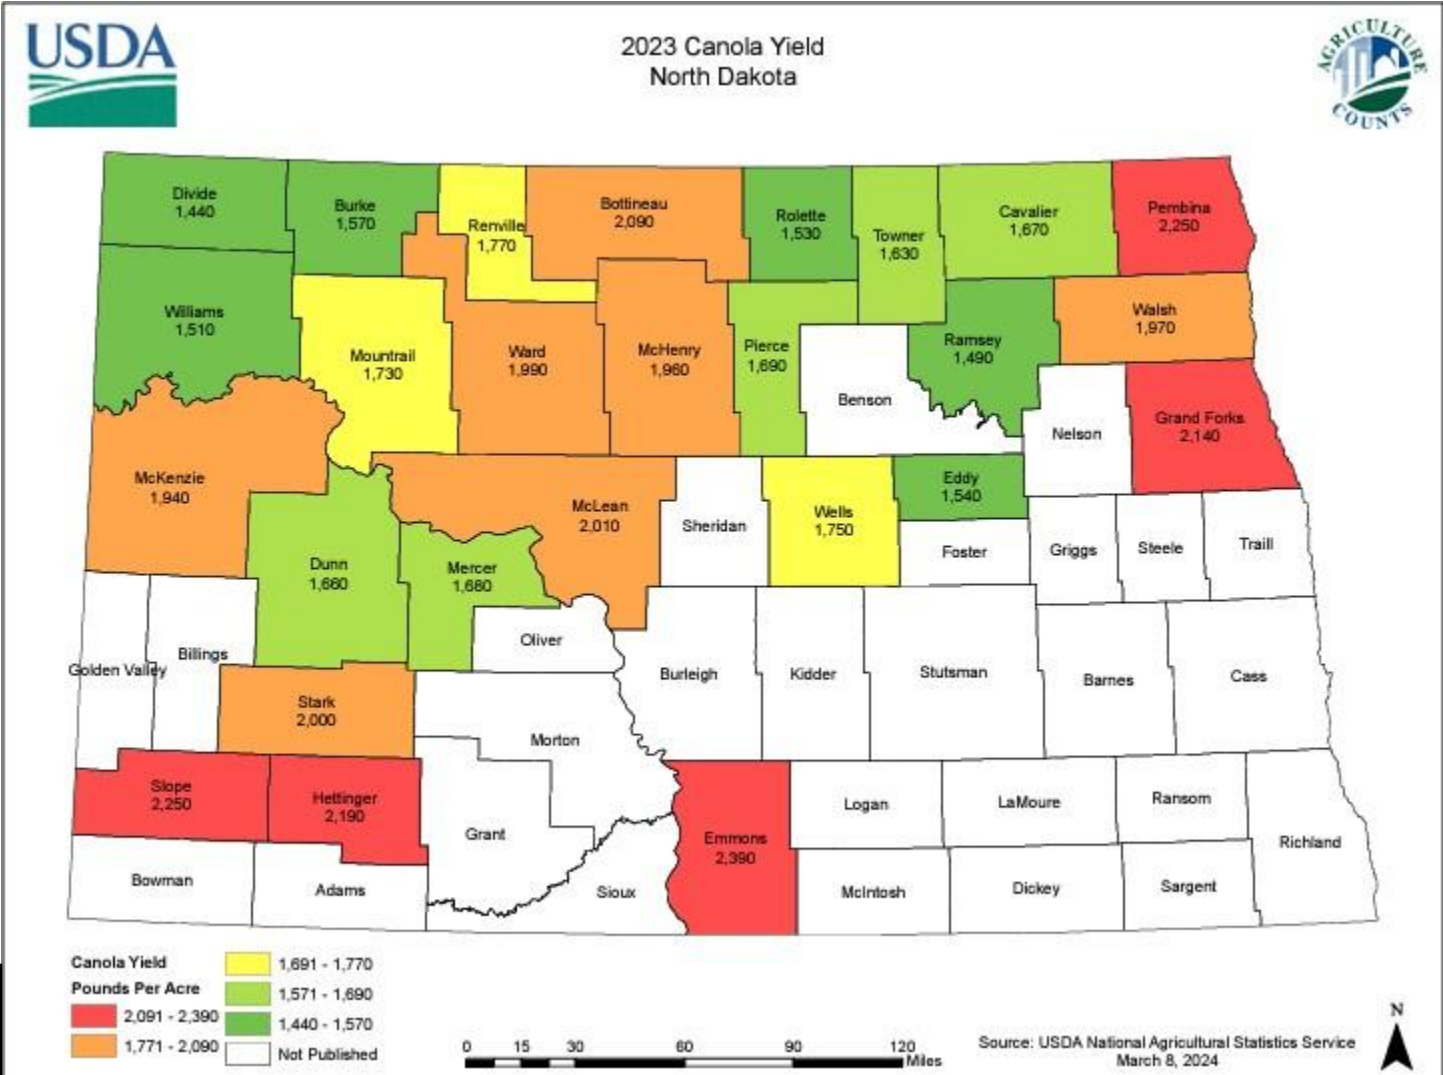 USDA
2023 Canola Yield
North Dakota
AGRICULTURE
COUNTS
Divide
1,440
Burke
1,570
Renville
1,770
Bottineau
2,090
Rolette
1,530
Towner
1,630
Cavalier
1,670
Pembina
2,250
Williams
1,510
Mountrail
1,730
Ward
1,990
McHenry
1,960
Pierce
1,690
Benson
Ramsey
1,490
Walsh
1,970
Nelson
Grand Forks
2,140
McKenzie
1,940
Dunn
1,660
Mercer
1,680
McLean
2,010
Sheridan
Wells
1,750
Eddy
1,540
Foster
Griggs
Steele
Traill
Golden Valley
Billings
Oliver
Burleigh
Kidder
Stutsman
Barnes
Cass
Stark
2,000
Morton
Slope
2,250
Hettinger
2,190
Grant
Emmons
2,390
Logan
LaMoure
Ransom
Richland
Bowman
Adams
Sioux
McIntosh
Dickey
Sargent
Canola Yield
Pounds Per Acre
2,091 - 2,390
1,771 - 2,090
1,691 - 1,770
1,571 - 1,690
1,440 - 1,570
Not Published
0 15 30 60 90 120
Miles
Source: USDA National Agricultural Statistics Service
March 8, 2024
N